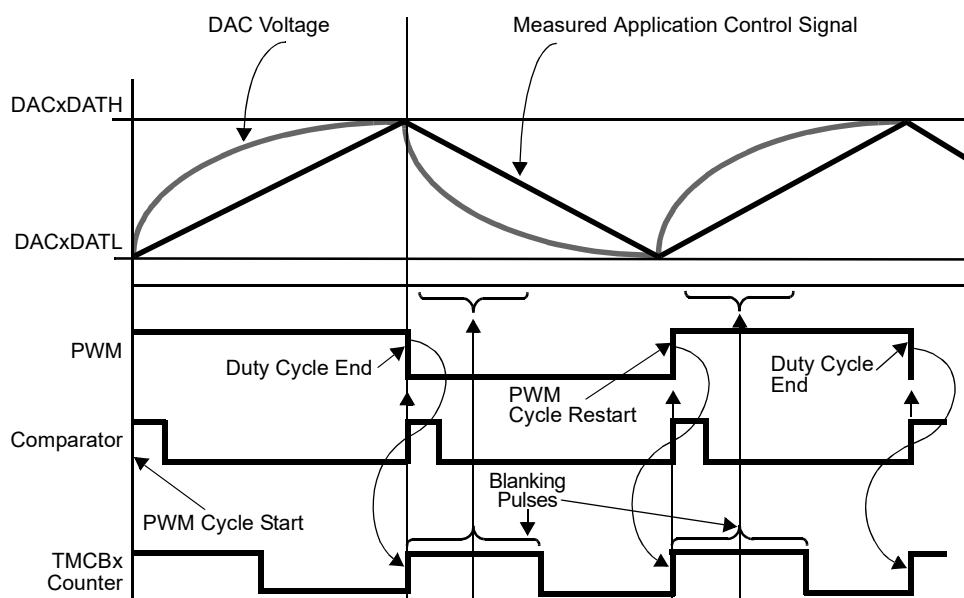 DAC Voltage
Measured Application Control Signal
DACxDATH
DACxDATL
PWM
Duty Cycle End
PWM
Cycle Restart
Duty Cycle
End
Comparator
Blanking
Pulses
PWM Cycle Start
TMCBx
Counter